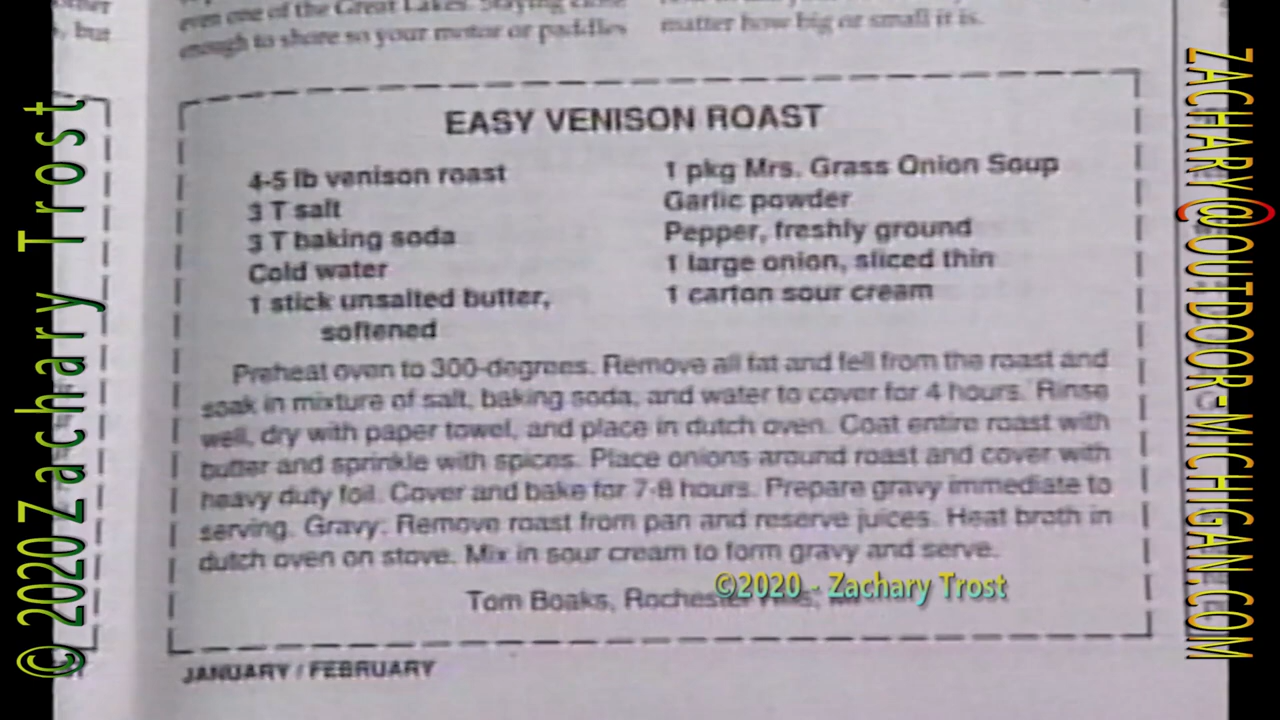 even one of the Great Lakes. Staying close
enough to shore so your motor or paddles
matter how big or small it is.
, but
EASY VENISON ROAST
4-5 lb venison roast
3 T salt
3 T baking soda
Cold water
1 stick unsalted butter,
softened
1 pkg Mrs. Grass Onion Soup
Garlic powder
Pepper, freshly ground
1 large onion, sliced thin
1 carton sour cream
Preheat oven to 300-degrees. Remove all fat and fell from the roast and
soak in mixture of salt, baking soda, and water to cover for 4 hours. Rinse
well, dry with paper towel, and place in dutch oven. Coat entire roast with
butter and sprinkle with spices. Place onions around roast and cover with
heavy duty foil. Cover and bake for 7-8 hours. Prepare gravy immediate to
serving. Gravy: Remove roast from pan and reserve juices. Heat broth in
dutch oven on stove. Mix in sour cream to form gravy and serve.
Tom Boaks, Rochester Hills,
©2020 - Zachary Trost
JANUARY / FEBRUARY
© 2020 Zachary Trost
ZACHARY@OUTDOOR-MICHIGAN.COM